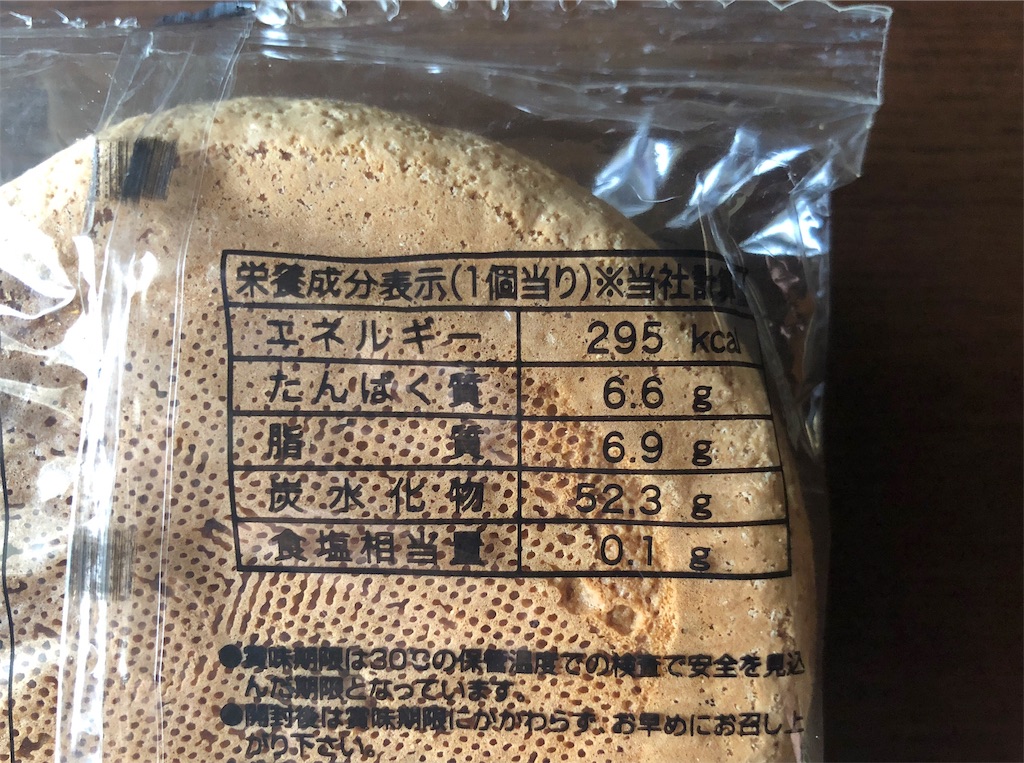 栄養成分表示(1個当り)※当社計
エネルギー 295 kcal
たんぱく質 6.6 g
脂質 6.9 g
炭水化物 52.3 g
食塩相当量 0.1 g
●賞味期限は30℃の保管温度での検査で安全を見込
んだ期限となっています。
●開封後は賞味期限にかかわらず、お早めにお召し上
がり下さい。